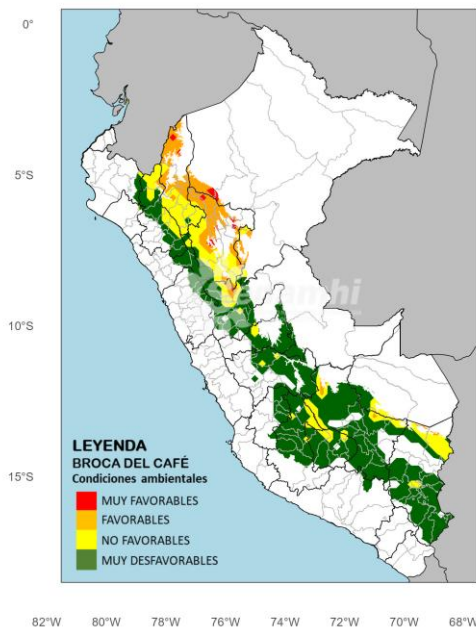 0°
5°S
10°S
15°S
senamhi
LEYENDA
BROCA DEL CAFÉ
Condiciones ambientales
MUY FAVORABLES
FAVORABLES
NO FAVORABLES
MUY DESFAVORABLES
82°W 80°W 78°W 76°W 74°W 72°W 70°W 68°W